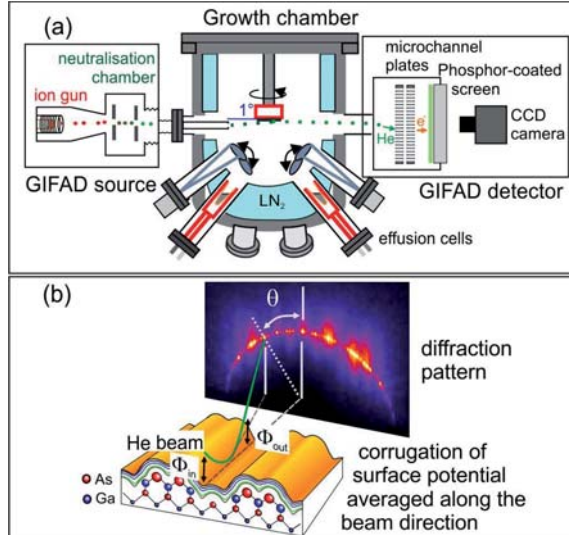 (a)
Growth chamber
neutralisation
chamber
ion gun
GIFAD source
1°
LN2
effusion cells
microchannel
plates
Phosphor-coated
screen
He
e-
CCD
camera
GIFAD detector
(b)
θ
diffraction
pattern
He beam
Φin
Φout
As
Ga
corrugation of
surface potential
averaged along the
beam direction